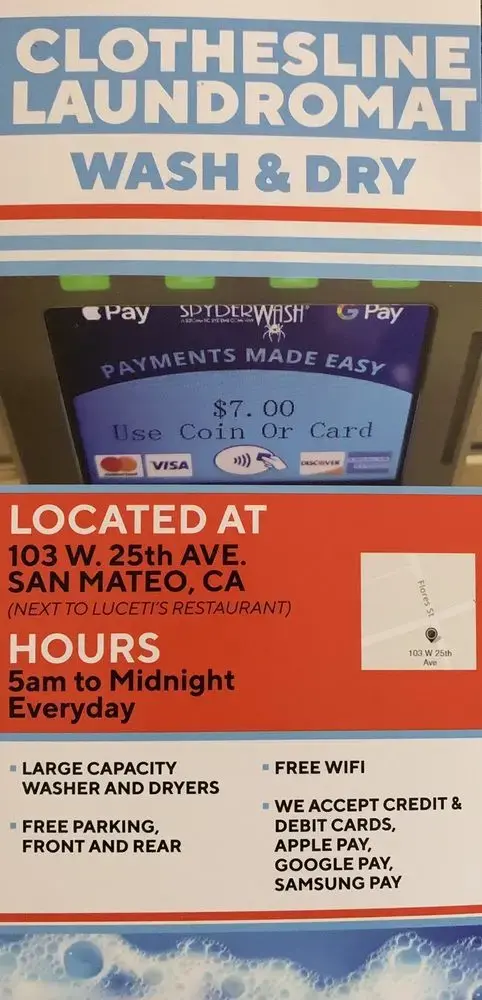 CLOTHESLINE
LAUNDROMAT
WASH & DRY
Pay SPYDERWASH G Pay
PAYMENTS MADE EASY
$7.00
Use Coin Or Card
VISA DISCOVER
LOCATED AT
103 W. 25th AVE.
SAN MATEO, CA
(NEXT TO LUCETI'S RESTAURANT)
Flores St
103 W 25th
Ave
HOURS
5am to Midnight
Everyday
LARGE CAPACITY
WASHER AND DRYERS
FREE PARKING,
FRONT AND REAR
FREE WIFI
WE ACCEPT CREDIT &
DEBIT CARDS,
APPLE PAY,
GOOGLE PAY,
SAMSUNG PAY